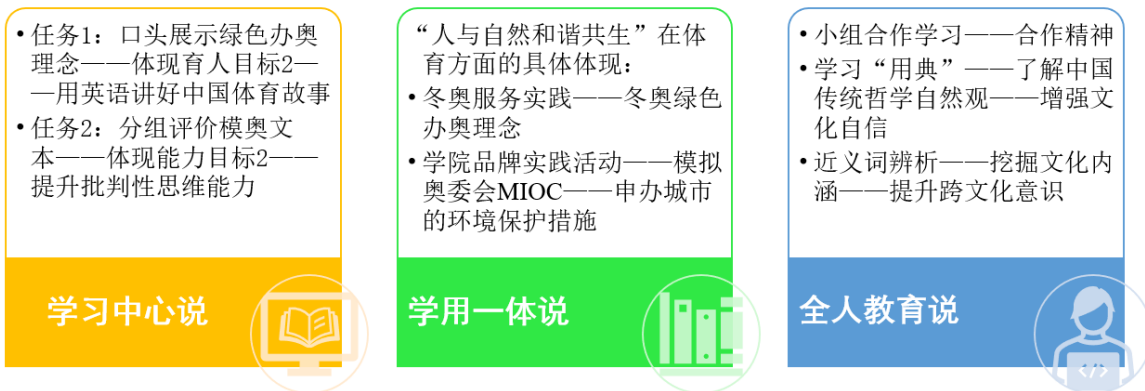 • 任务1：口头展示绿色办奥
理念——体现育人目标2—
—用英语讲好中国体育故事
• 任务2：分组评价模奥文
本——体现能力目标2——
提升批判性思维能力
学习中心说
“人与自然和谐共生”在体
育方面的具体体现：
• 冬奥服务实践——冬奥绿色
办奥理念
• 学院品牌实践活动——模拟
奥委会MIOC——申办城市
的环境保护措施
学用一体说
• 小组合作学习——合作精神
• 学习“用典”——了解中国
传统哲学自然观——增强文
化自信
• 近义词辨析——挖掘文化内
涵——提升跨文化意识
全人教育说
</>